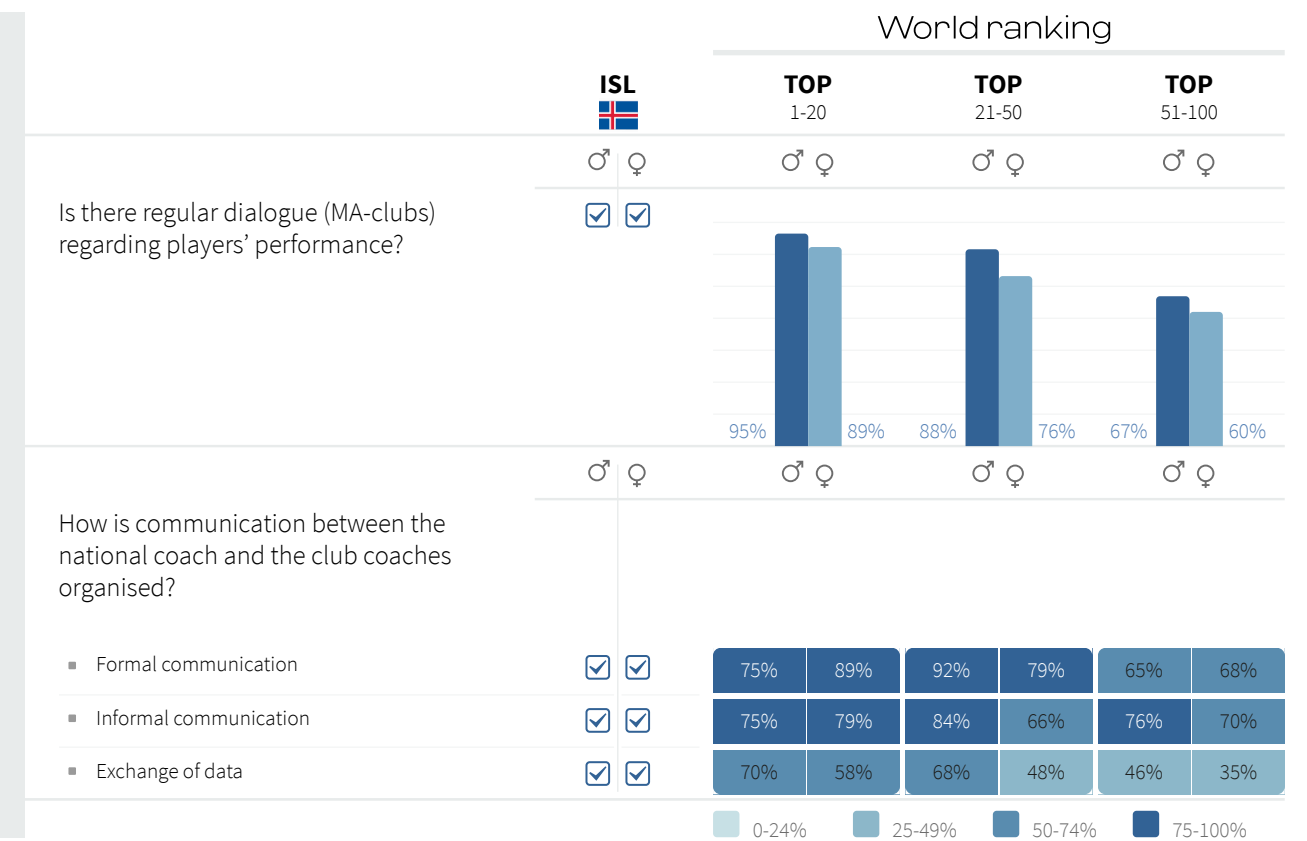 World ranking
ISL TOP TOP TOP
1-20 21-50 51-100
♂ ♀ ♂ ♀ ♂ ♀ ♂ ♀
Is there regular dialogue (MA-clubs)
regarding players’ performance?
95% 89% 88% 76% 67% 60%
♂ ♀ ♂ ♀ ♂ ♀ ♂ ♀
How is communication between the
national coach and the club coaches
organised?
Formal communication 75% 89% 92% 79% 65% 68%
Informal communication 75% 79% 84% 66% 76% 70%
Exchange of data 70% 58% 68% 48% 46% 35%
0-24% 25-49% 50-74% 75-100%